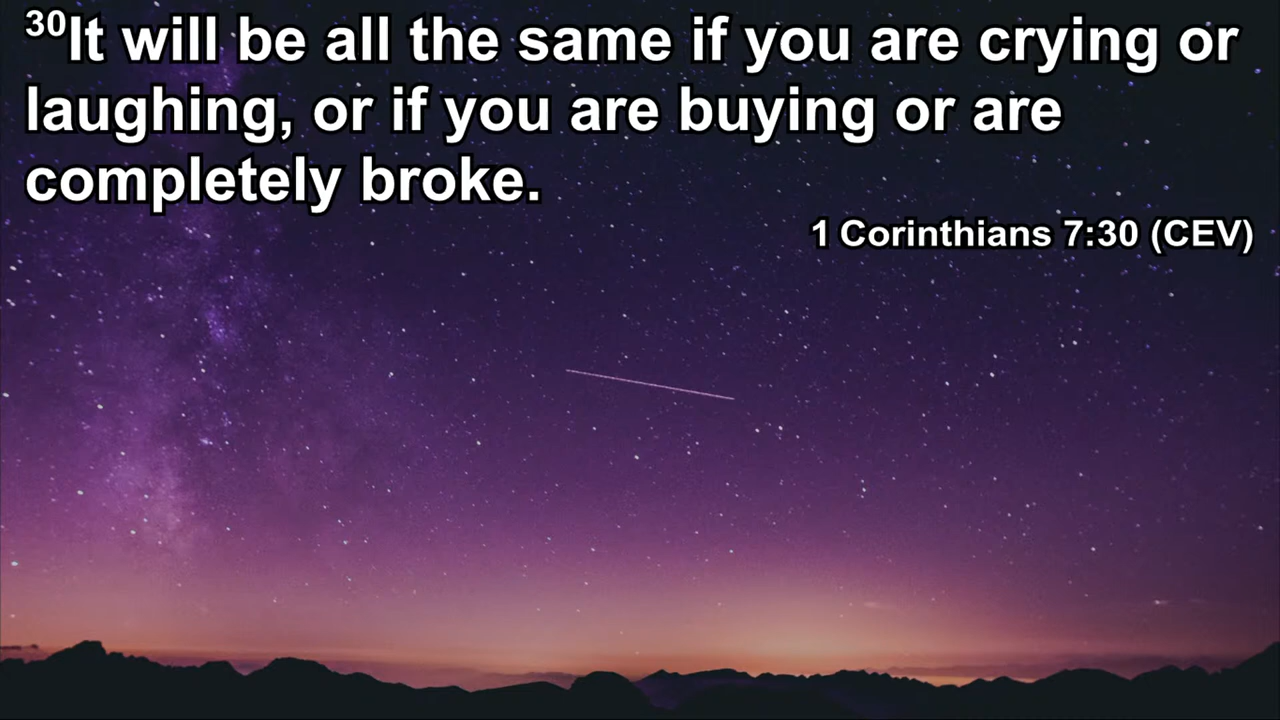 30It will be all the same if you are crying or
laughing, or if you are buying or are
completely broke.
1 Corinthians 7:30 (CEV)